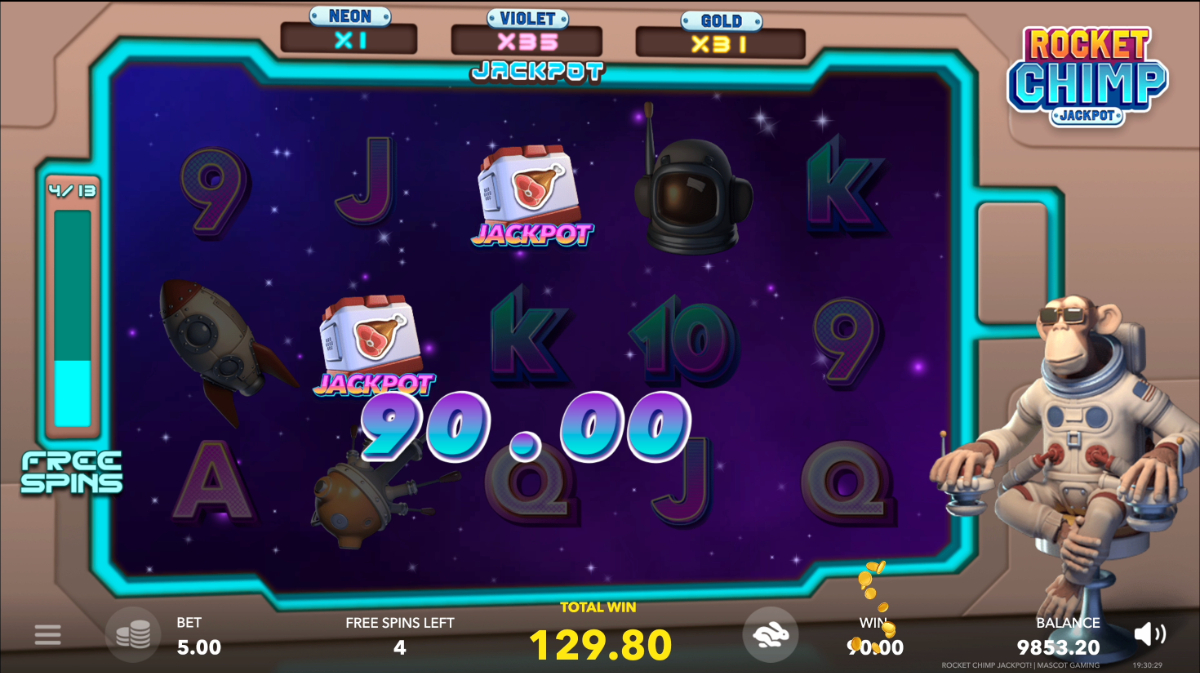 NEON
X1
VIOLET
X35
GOLD
X31
JACKPOT
ROCKET
CHIMP
JACKPOT
4/13
9
J
JACKPOT
K
JACKPOT
K
10
9
90.00
A
Q
J
Q
FREE
SPINS
BET
5.00
FREE SPINS LEFT
4
TOTAL WIN
129.80
WIN
90.00
BALANCE
9853.20
ROCKET CHIMP JACKPOT! | MASCOT GAMING
19:30:29